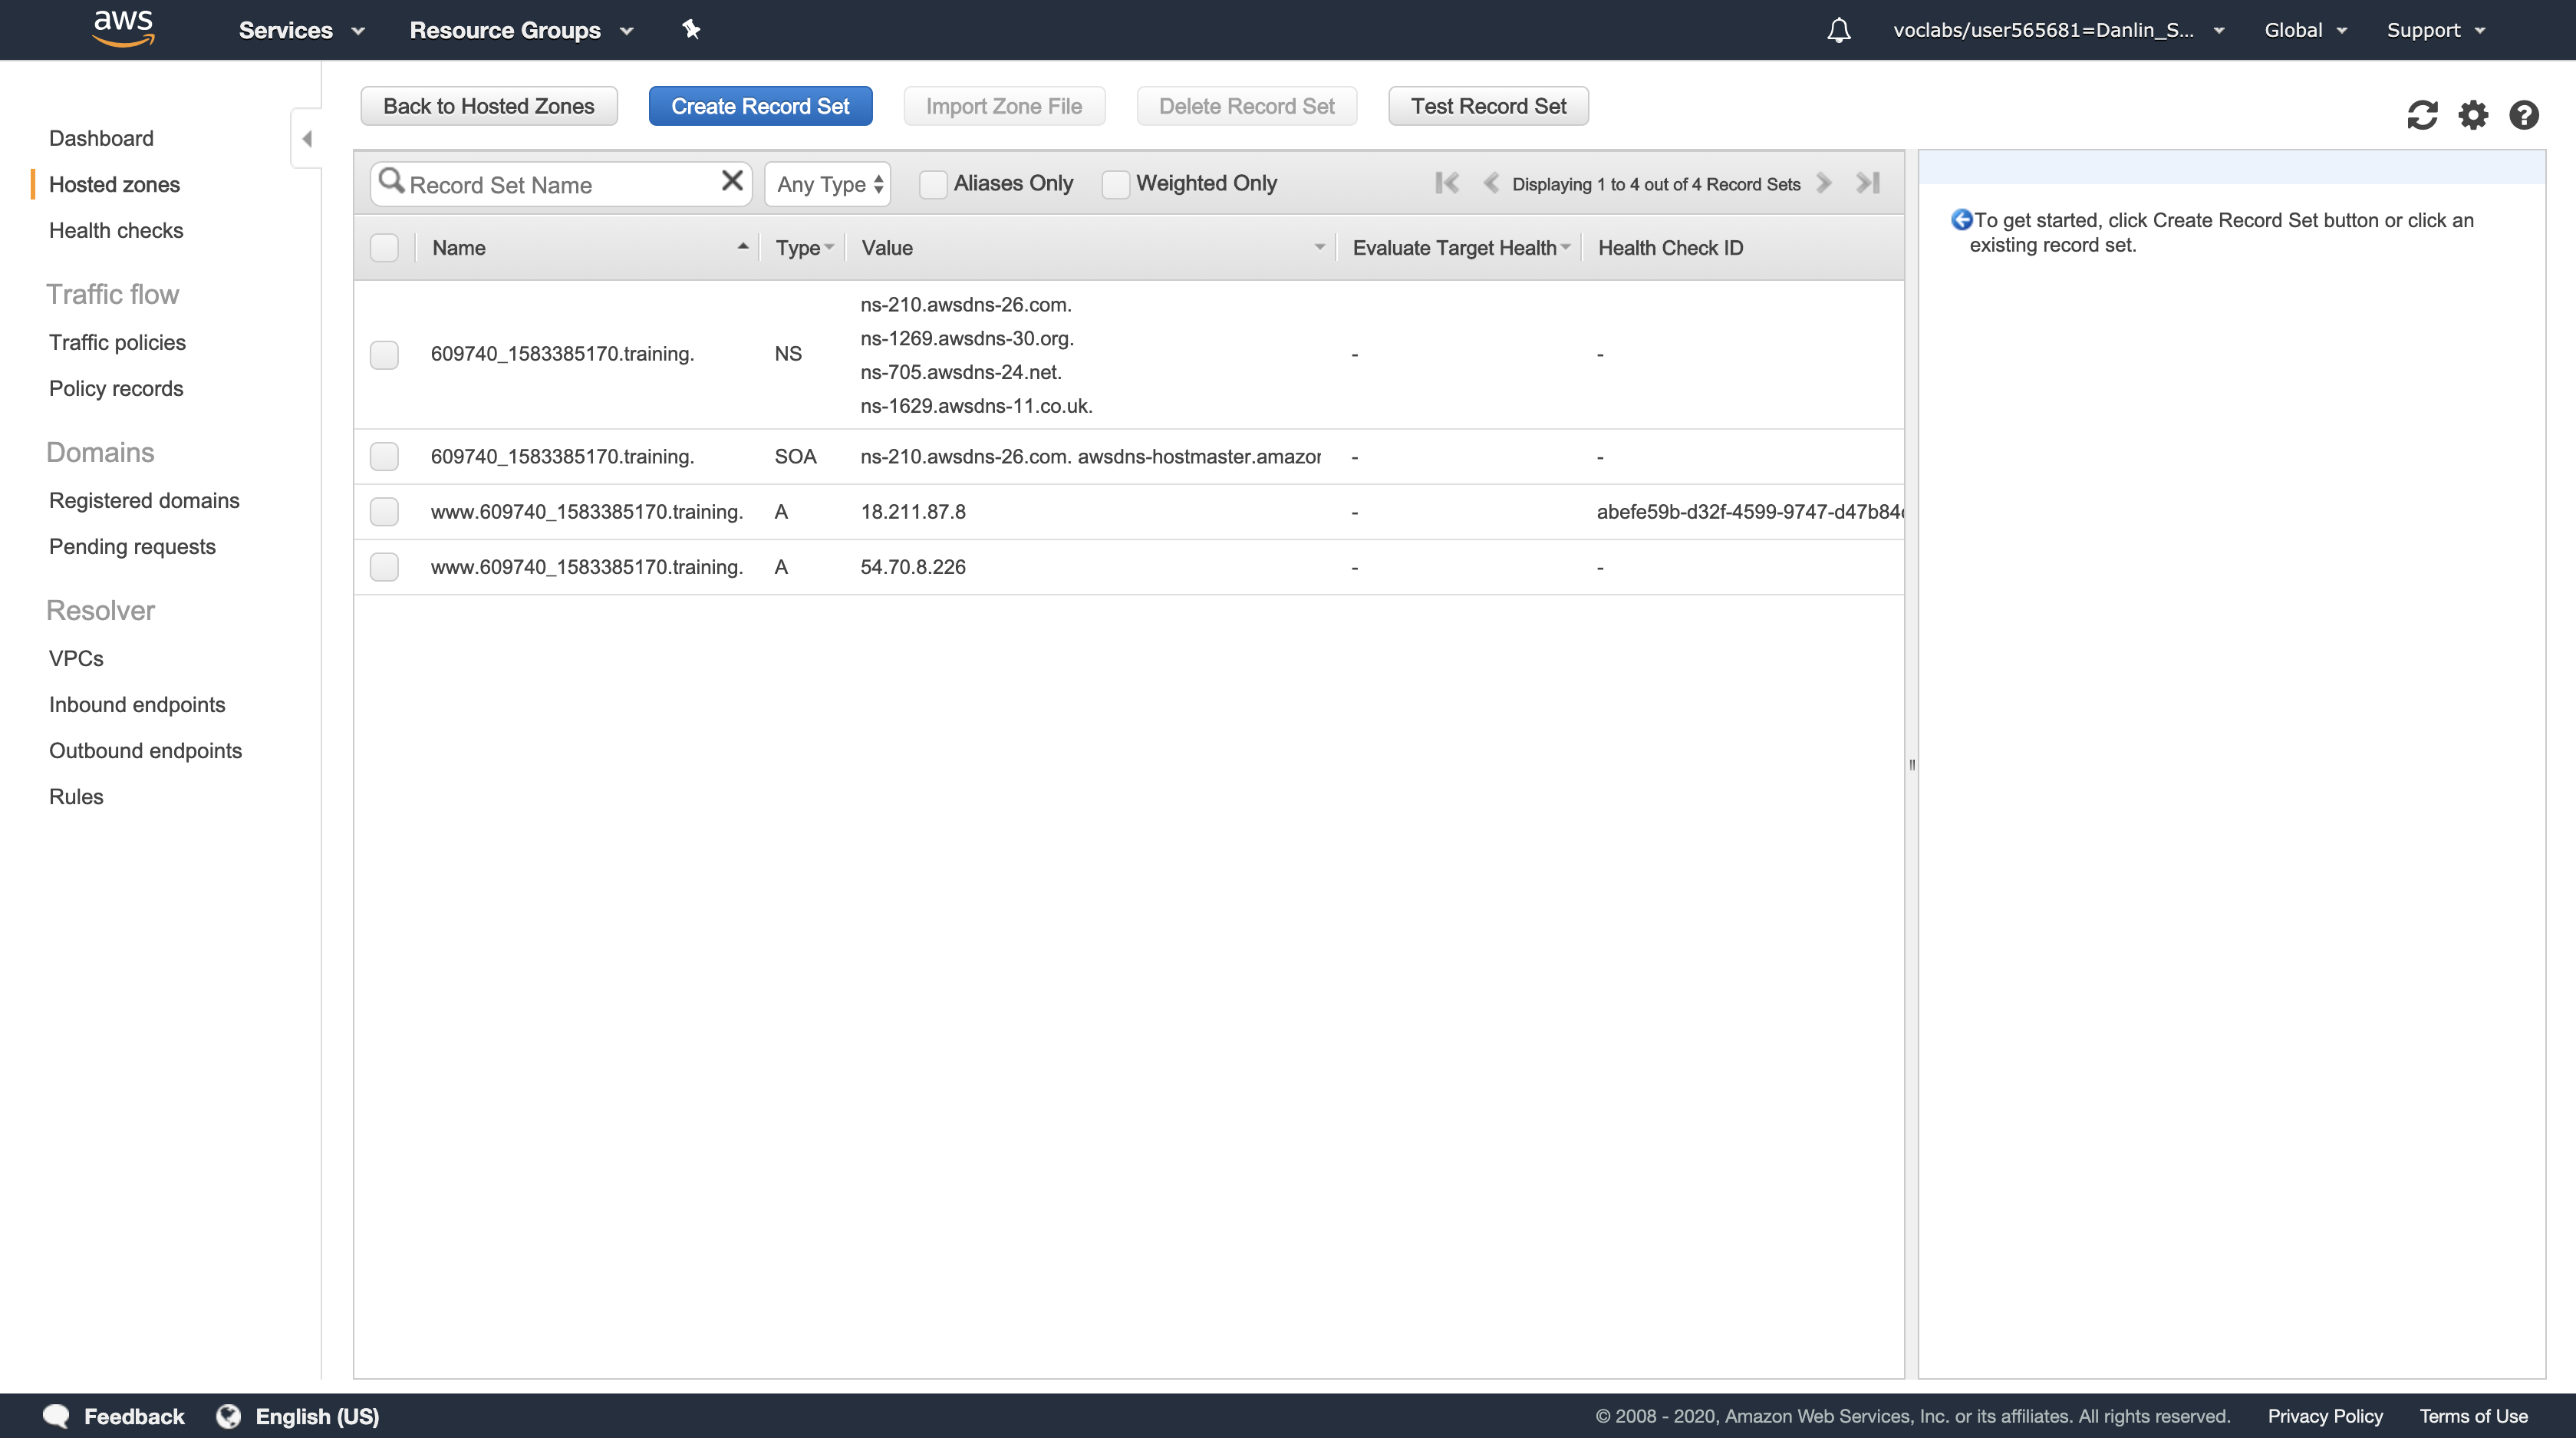 aws
Services
Resource Groups
voclabs/user565681=Danlin_S...
Global
Support
Dashboard
Hosted zones
Health checks
Traffic flow
Traffic policies
Policy records
Domains
Registered domains
Pending requests
Resolver
VPCs
Inbound endpoints
Outbound endpoints
Rules
Back to Hosted Zones
Create Record Set
Import Zone File
Delete Record Set
Test Record Set
Record Set Name
Any Type
Aliases Only
Weighted Only
Displaying 1 to 4 out of 4 Record Sets
Name Type Value Evaluate Target Health Health Check ID
ns-210.awsdns-26.com.
ns-1269.awsdns-30.org.
609740_1583385170.training. NS - -
ns-705.awsdns-24.net.
ns-1629.awsdns-11.co.uk.
609740_1583385170.training. SOA ns-210.awsdns-26.com. awsdns-hostmaster.amazon - -
www.609740_1583385170.training. A 18.211.87.8 - abefe59b-d32f-4599-9747-d47b84
www.609740_1583385170.training. A 54.70.8.226 - -
To get started, click Create Record Set button or click an
existing record set.
Feedback
English (US)
© 2008 - 2020, Amazon Web Services, Inc. or its affiliates. All rights reserved.
Privacy Policy
Terms of Use